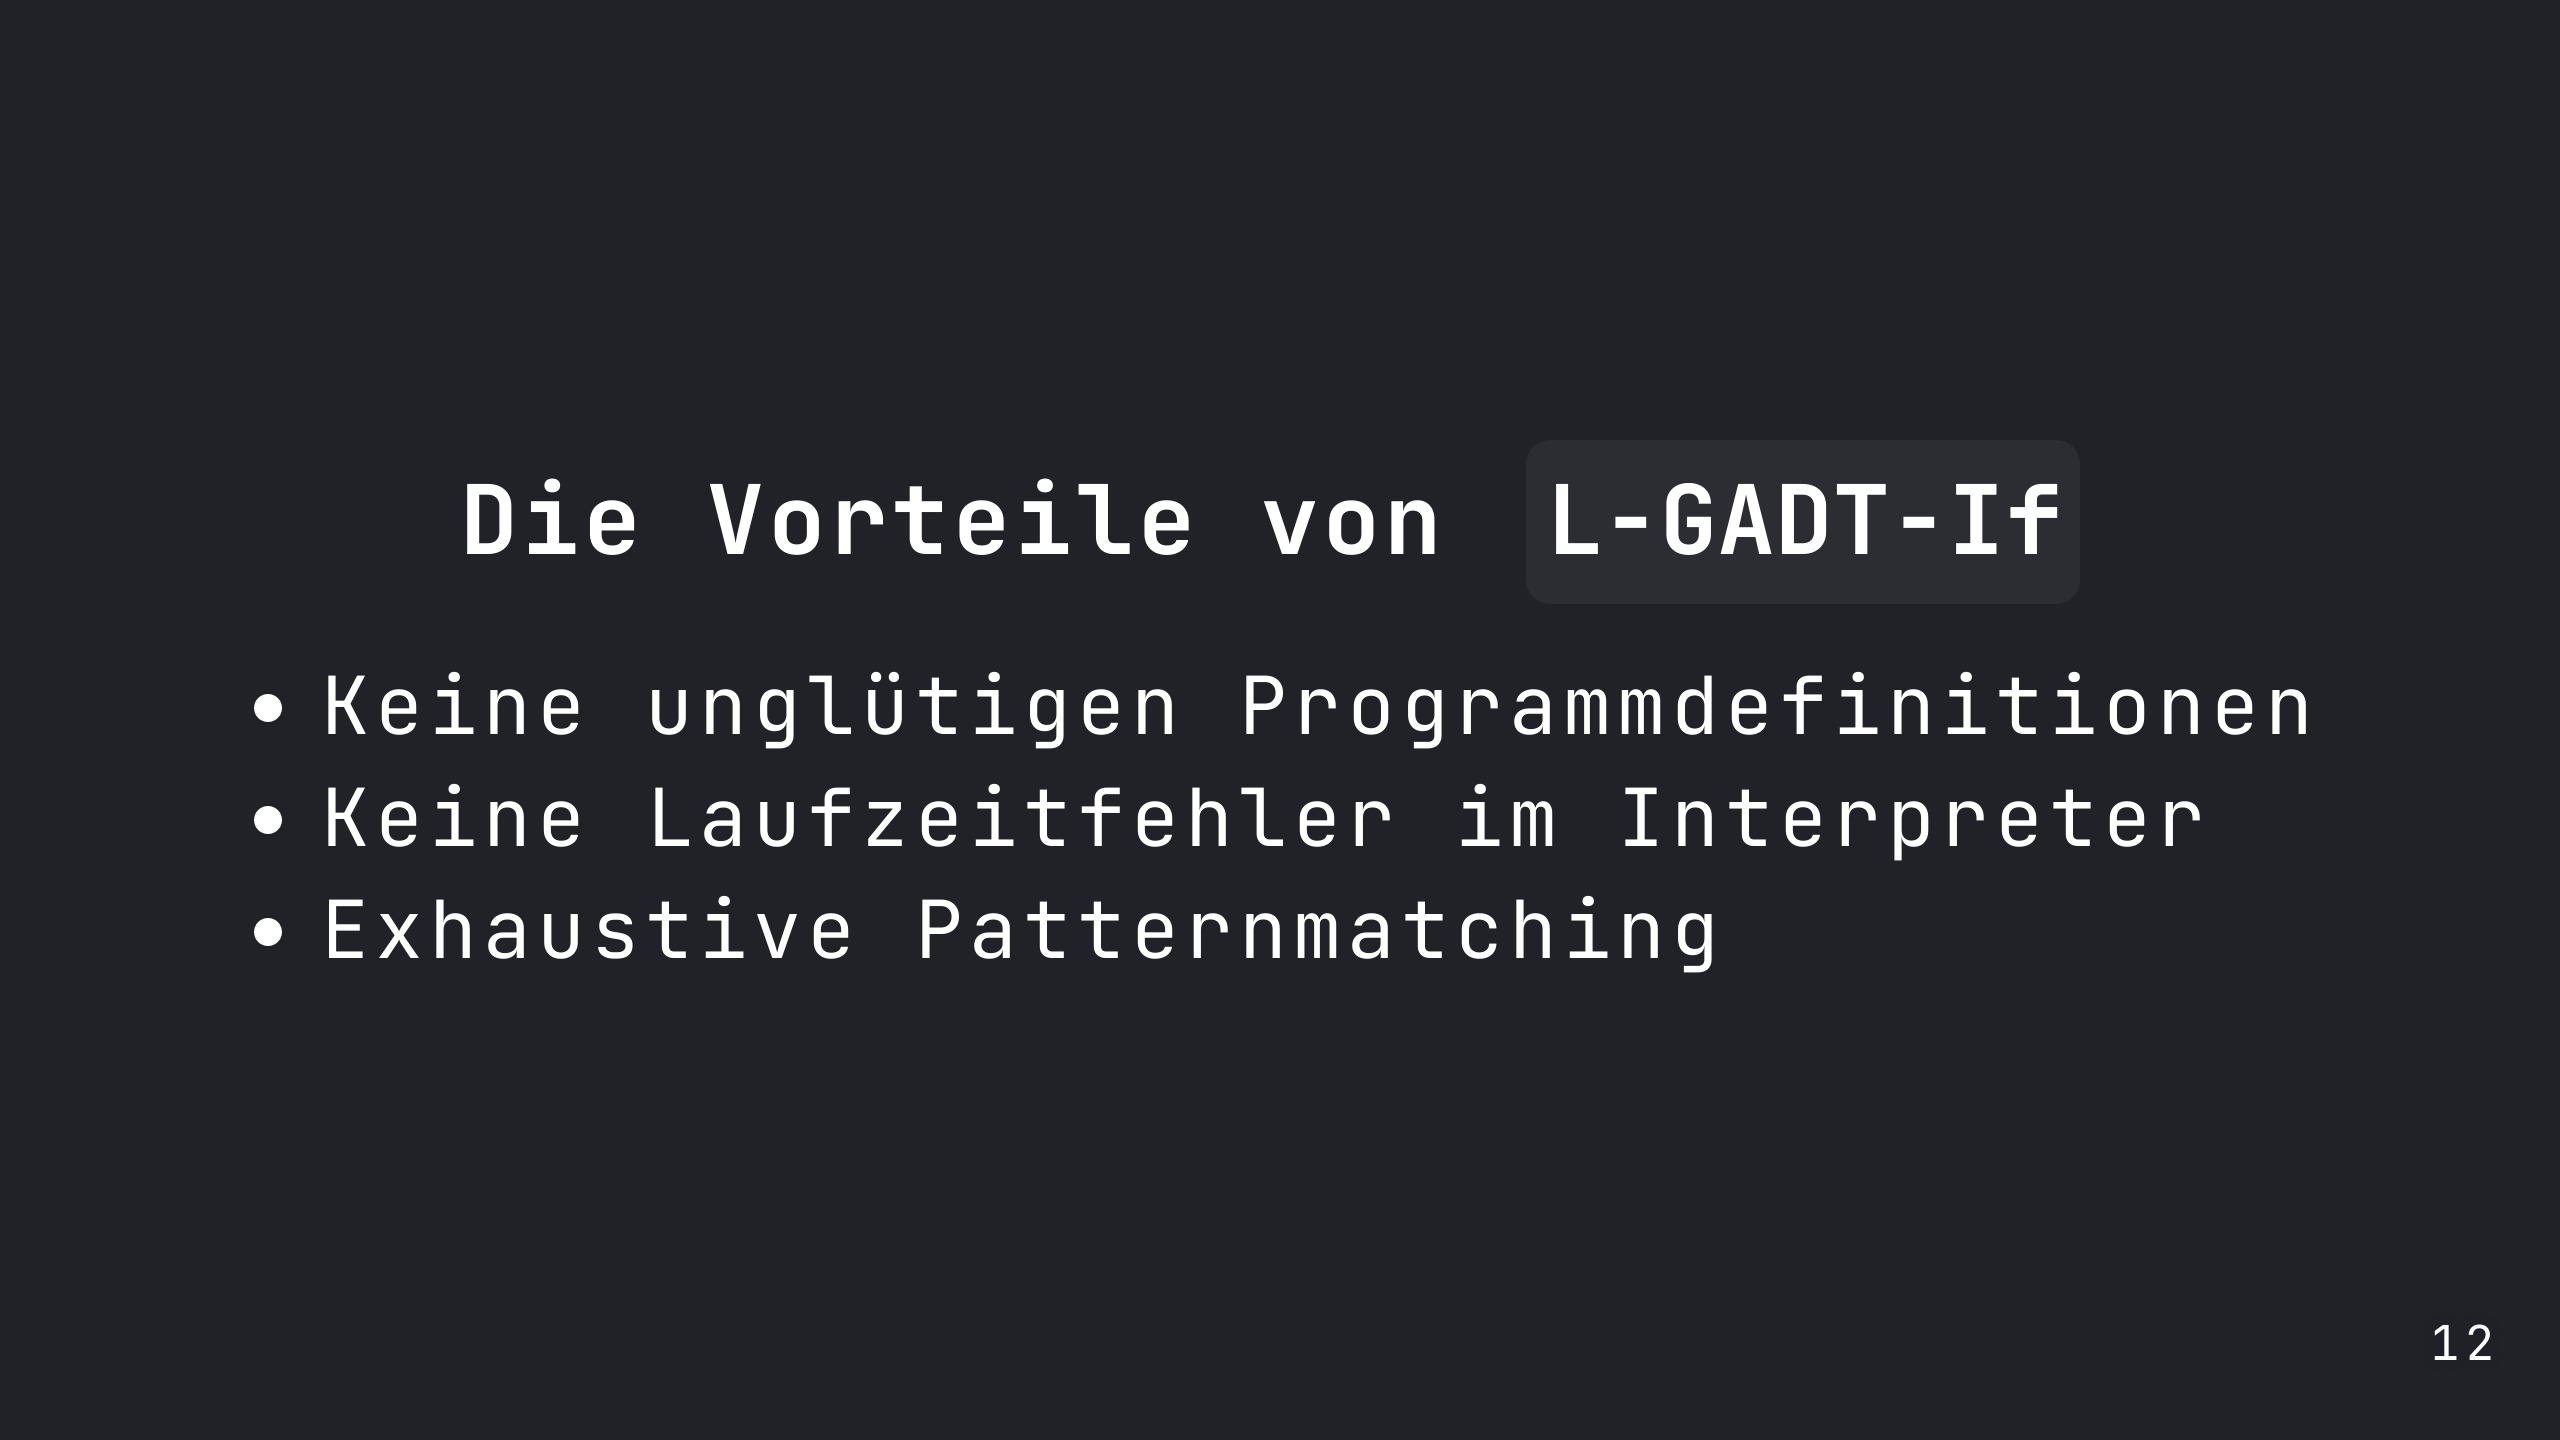 Die Vorteile von L-GADT-If
• Keine unglütigen Programmdefinitionen
• Keine Laufzeitfehler im Interpreter
• Exhaustive Patternmatching
12